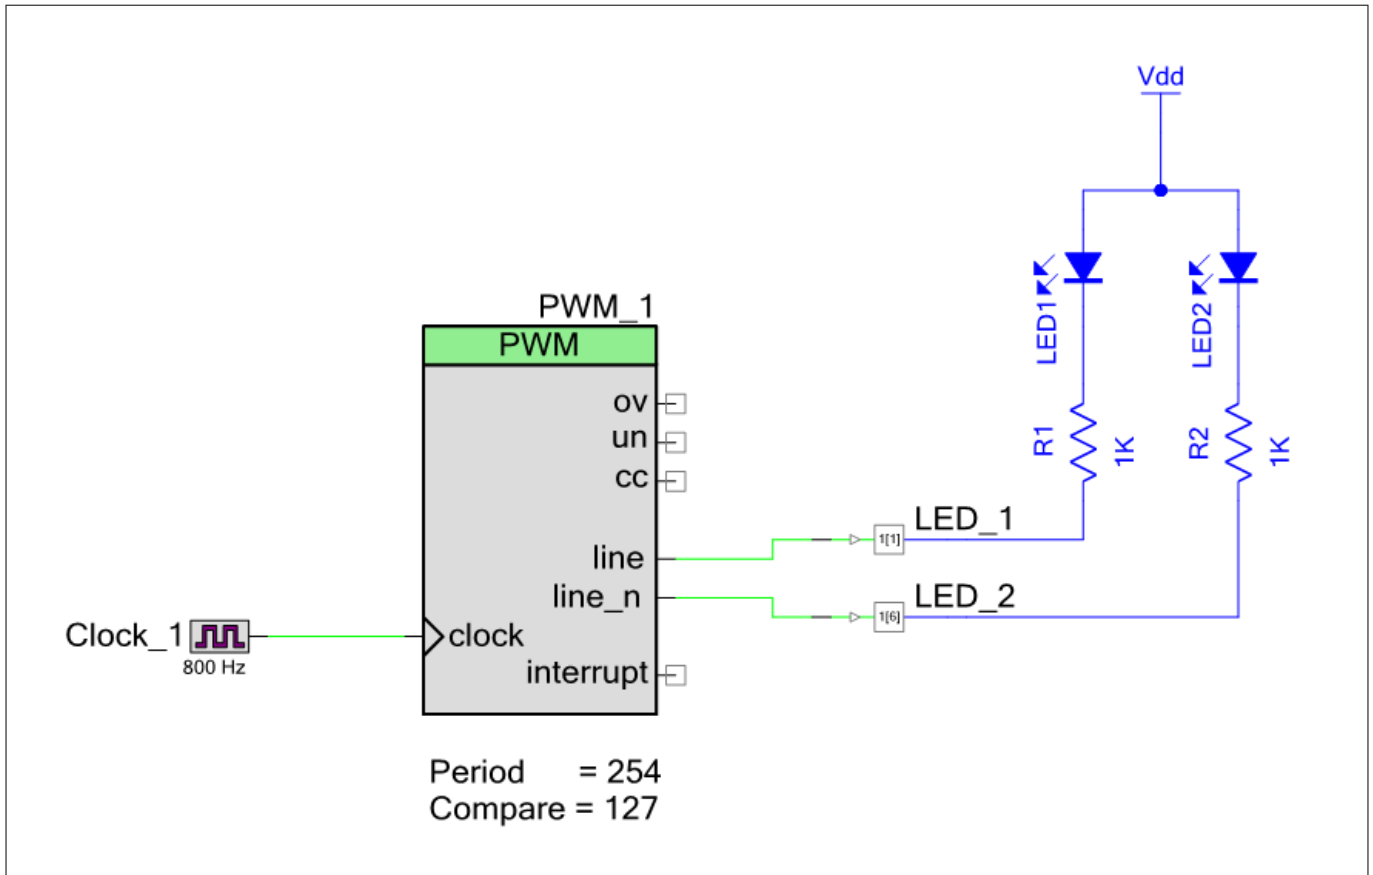 Vdd
LED1
LED2
PWM_1
PWM
ov
un
cc
R1
1K
R2
1K
LED_1
line
1[1]
LED_2
line_n
1[6]
Clock_1
clock
800 Hz
interrupt
Period = 254
Compare = 127